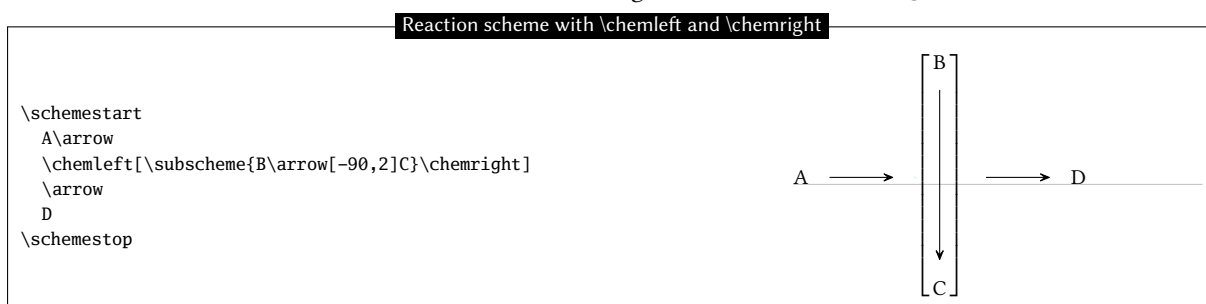 Reaction scheme with \chemleft and \chemright
\schemestart
A\arrow
\chemleft[\subscheme{B\arrow[-90,2]C}\chemright]
\arrow
D
\schemestop
B
A D
C